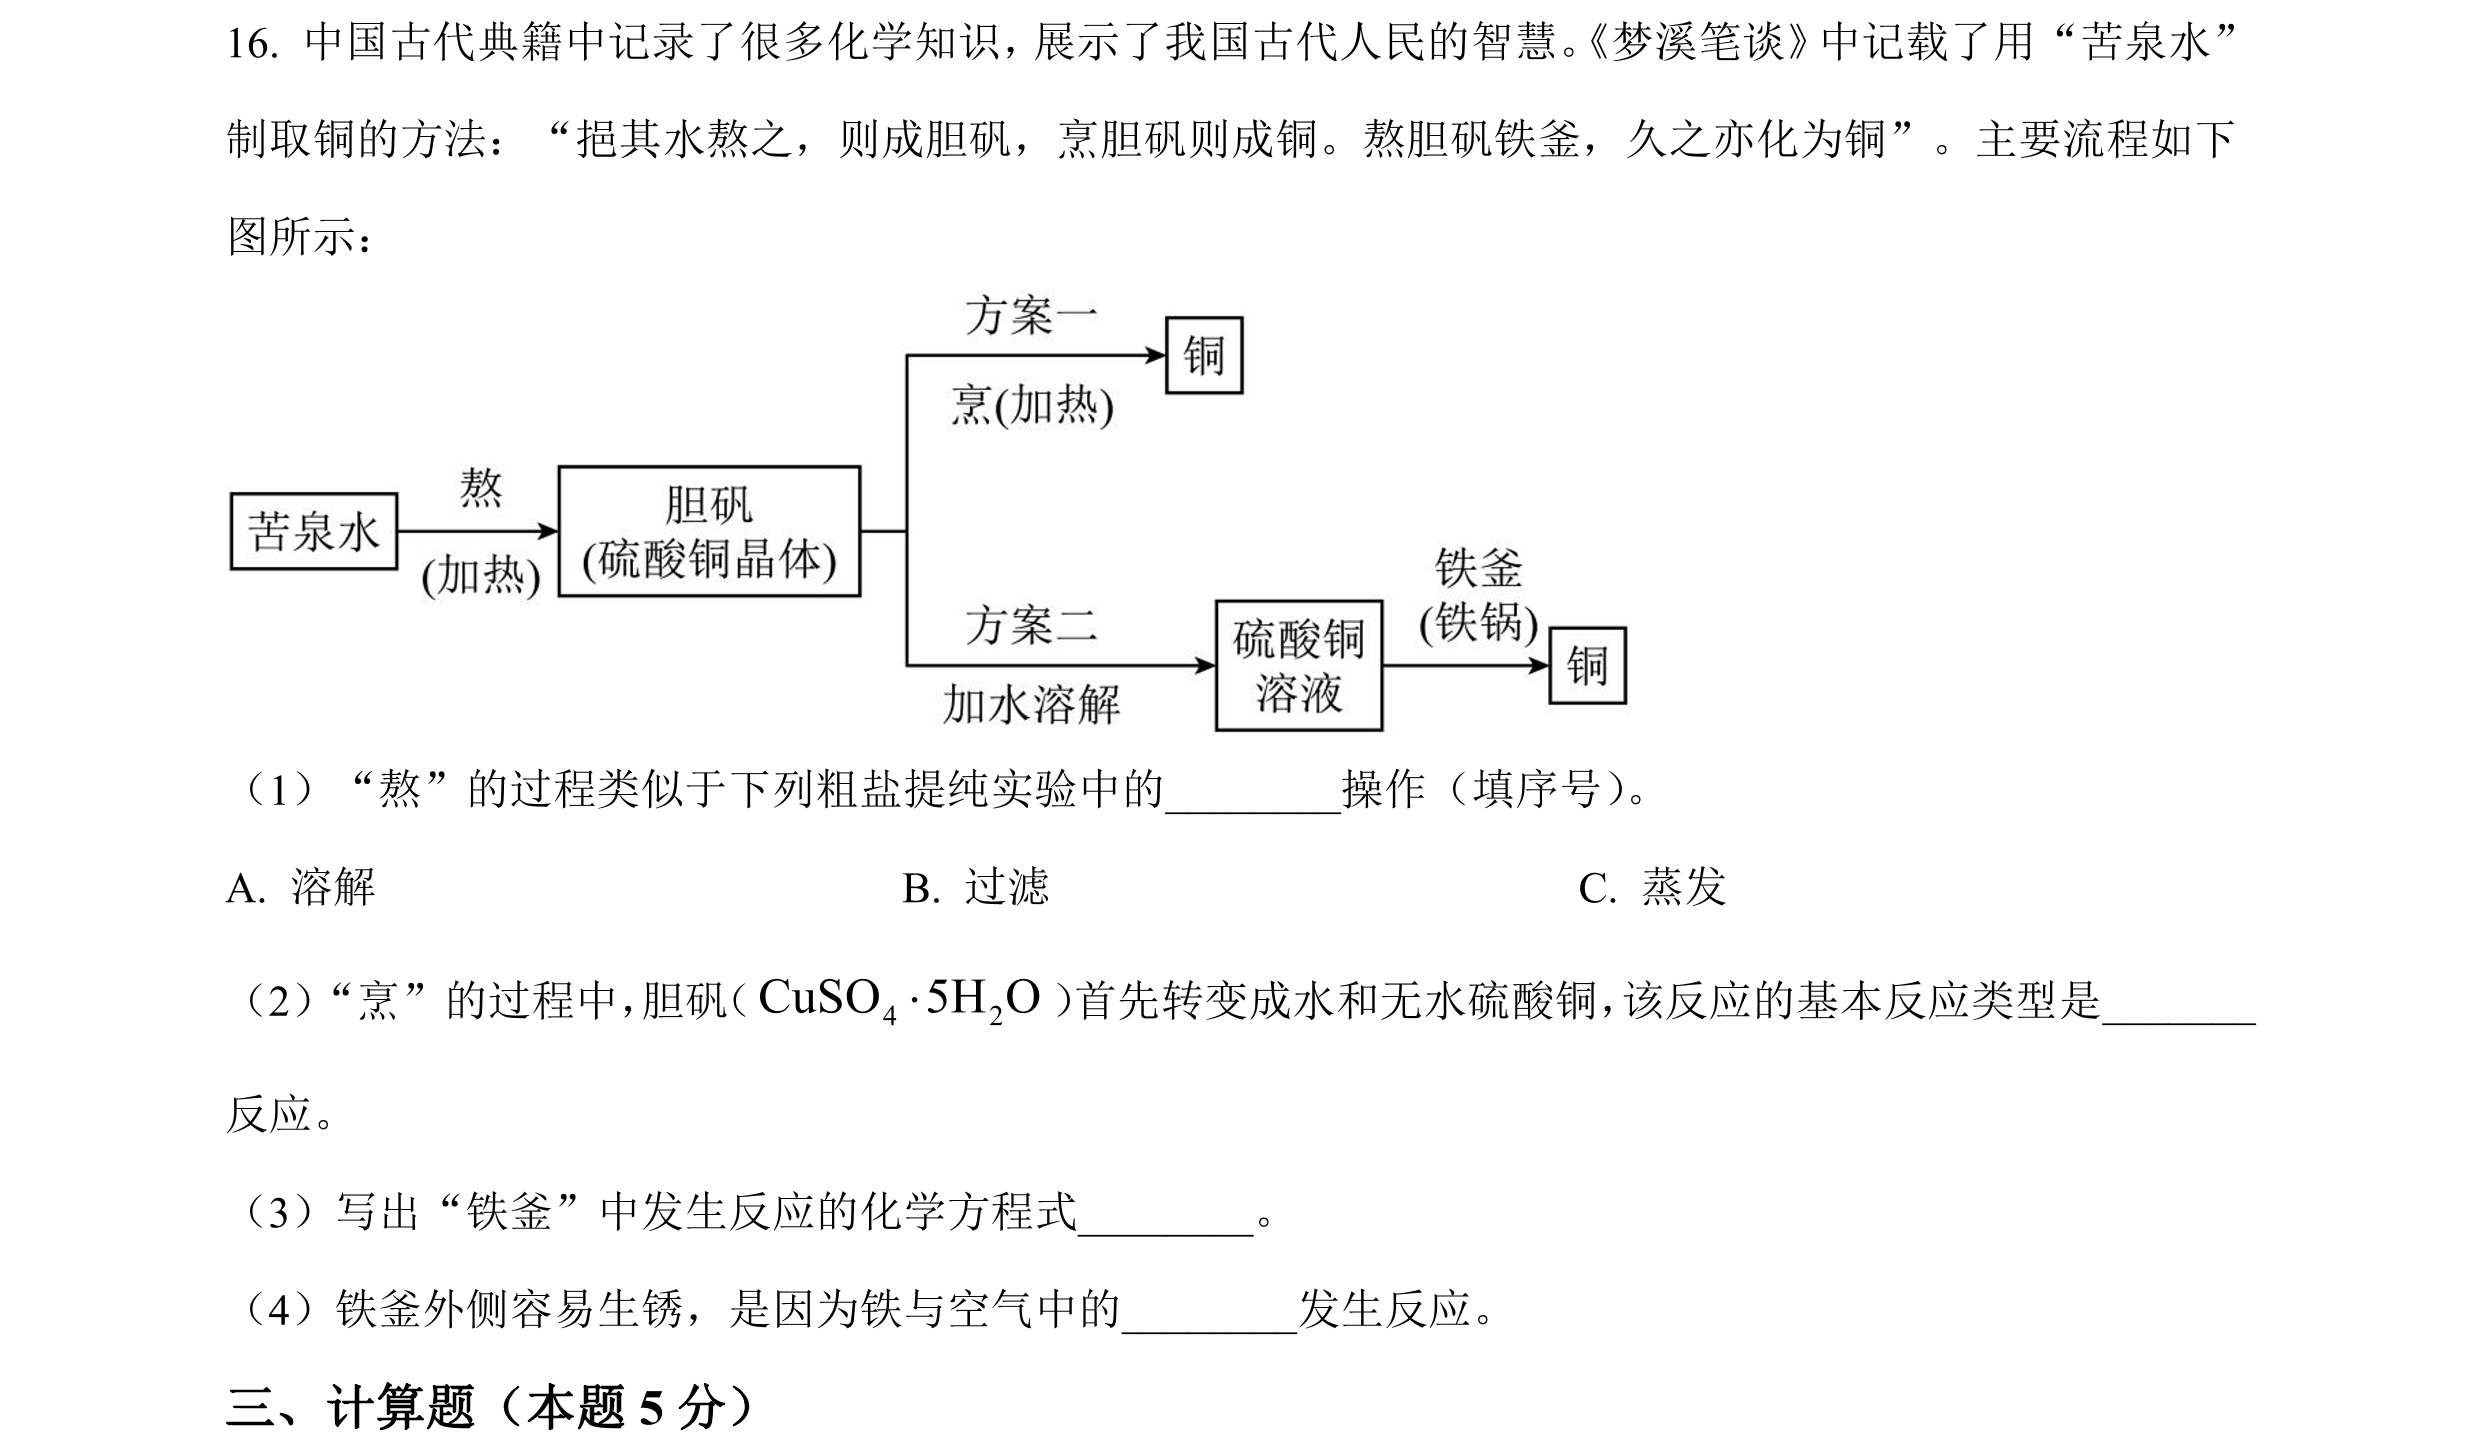 16. 中国古代典籍中记录了很多化学知识，展示了我国古代人民的智慧。《梦溪笔谈》中记载了用“苦泉水”
制取铜的方法：“挹其水熬之，则成胆矾，烹胆矾则成铜。熬胆矾铁釜，久之亦化为铜”。主要流程如下
图所示：
方案一
铜
烹(加热)
熬
苦泉水
(加热)
胆矾
(硫酸铜晶体)
方案二
加水溶解
硫酸铜
溶液
铁釜
(铁锅)
铜
（1）“熬”的过程类似于下列粗盐提纯实验中的________操作（填序号）。
A. 溶解 B. 过滤 C. 蒸发
（2）“烹”的过程中，胆矾（CuSO₄·5H₂O）首先转变成水和无水硫酸铜，该反应的基本反应类型是_______
反应。
（3）写出“铁釜”中发生反应的化学方程式________。
（4）铁釜外侧容易生锈，是因为铁与空气中的________发生反应。
三、计算题（本题 5 分）